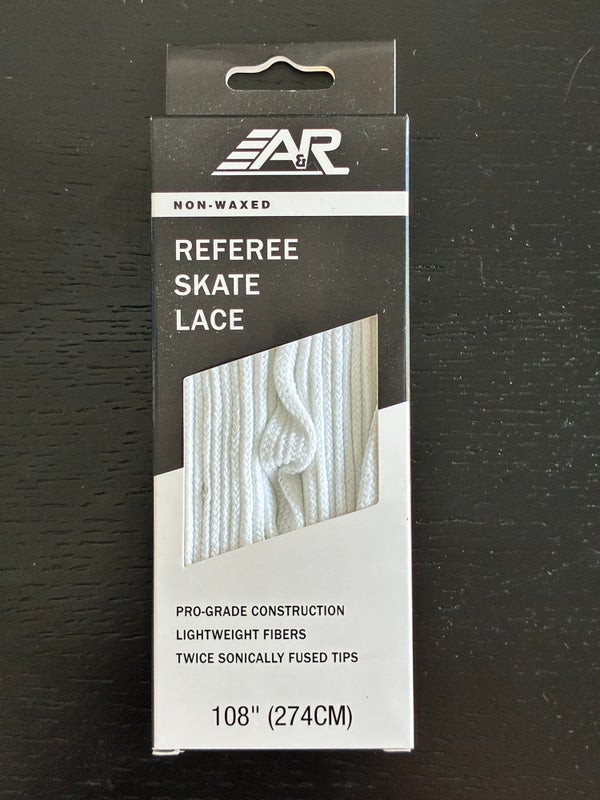 A&R
NON-WAXED
REFEREE
SKATE
LACE
PRO-GRADE CONSTRUCTION
LIGHTWEIGHT FIBERS
TWICE SONICALLY FUSED TIPS
108" (274CM)